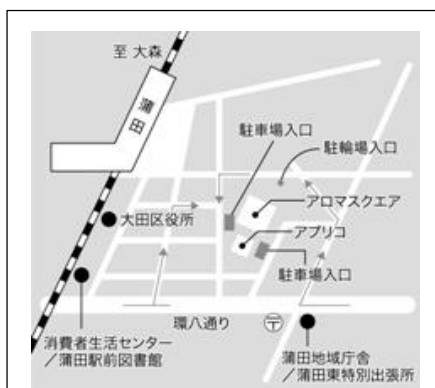 至 大森
蒲田
駐車場入口
駐輪場入口
アロマスクエア
大田区役所
アプリコ
駐車場入口
環八通り
〒
消費者生活センター
／蒲田駅前図書館
蒲田地域庁舎
／蒲田東特別出張所